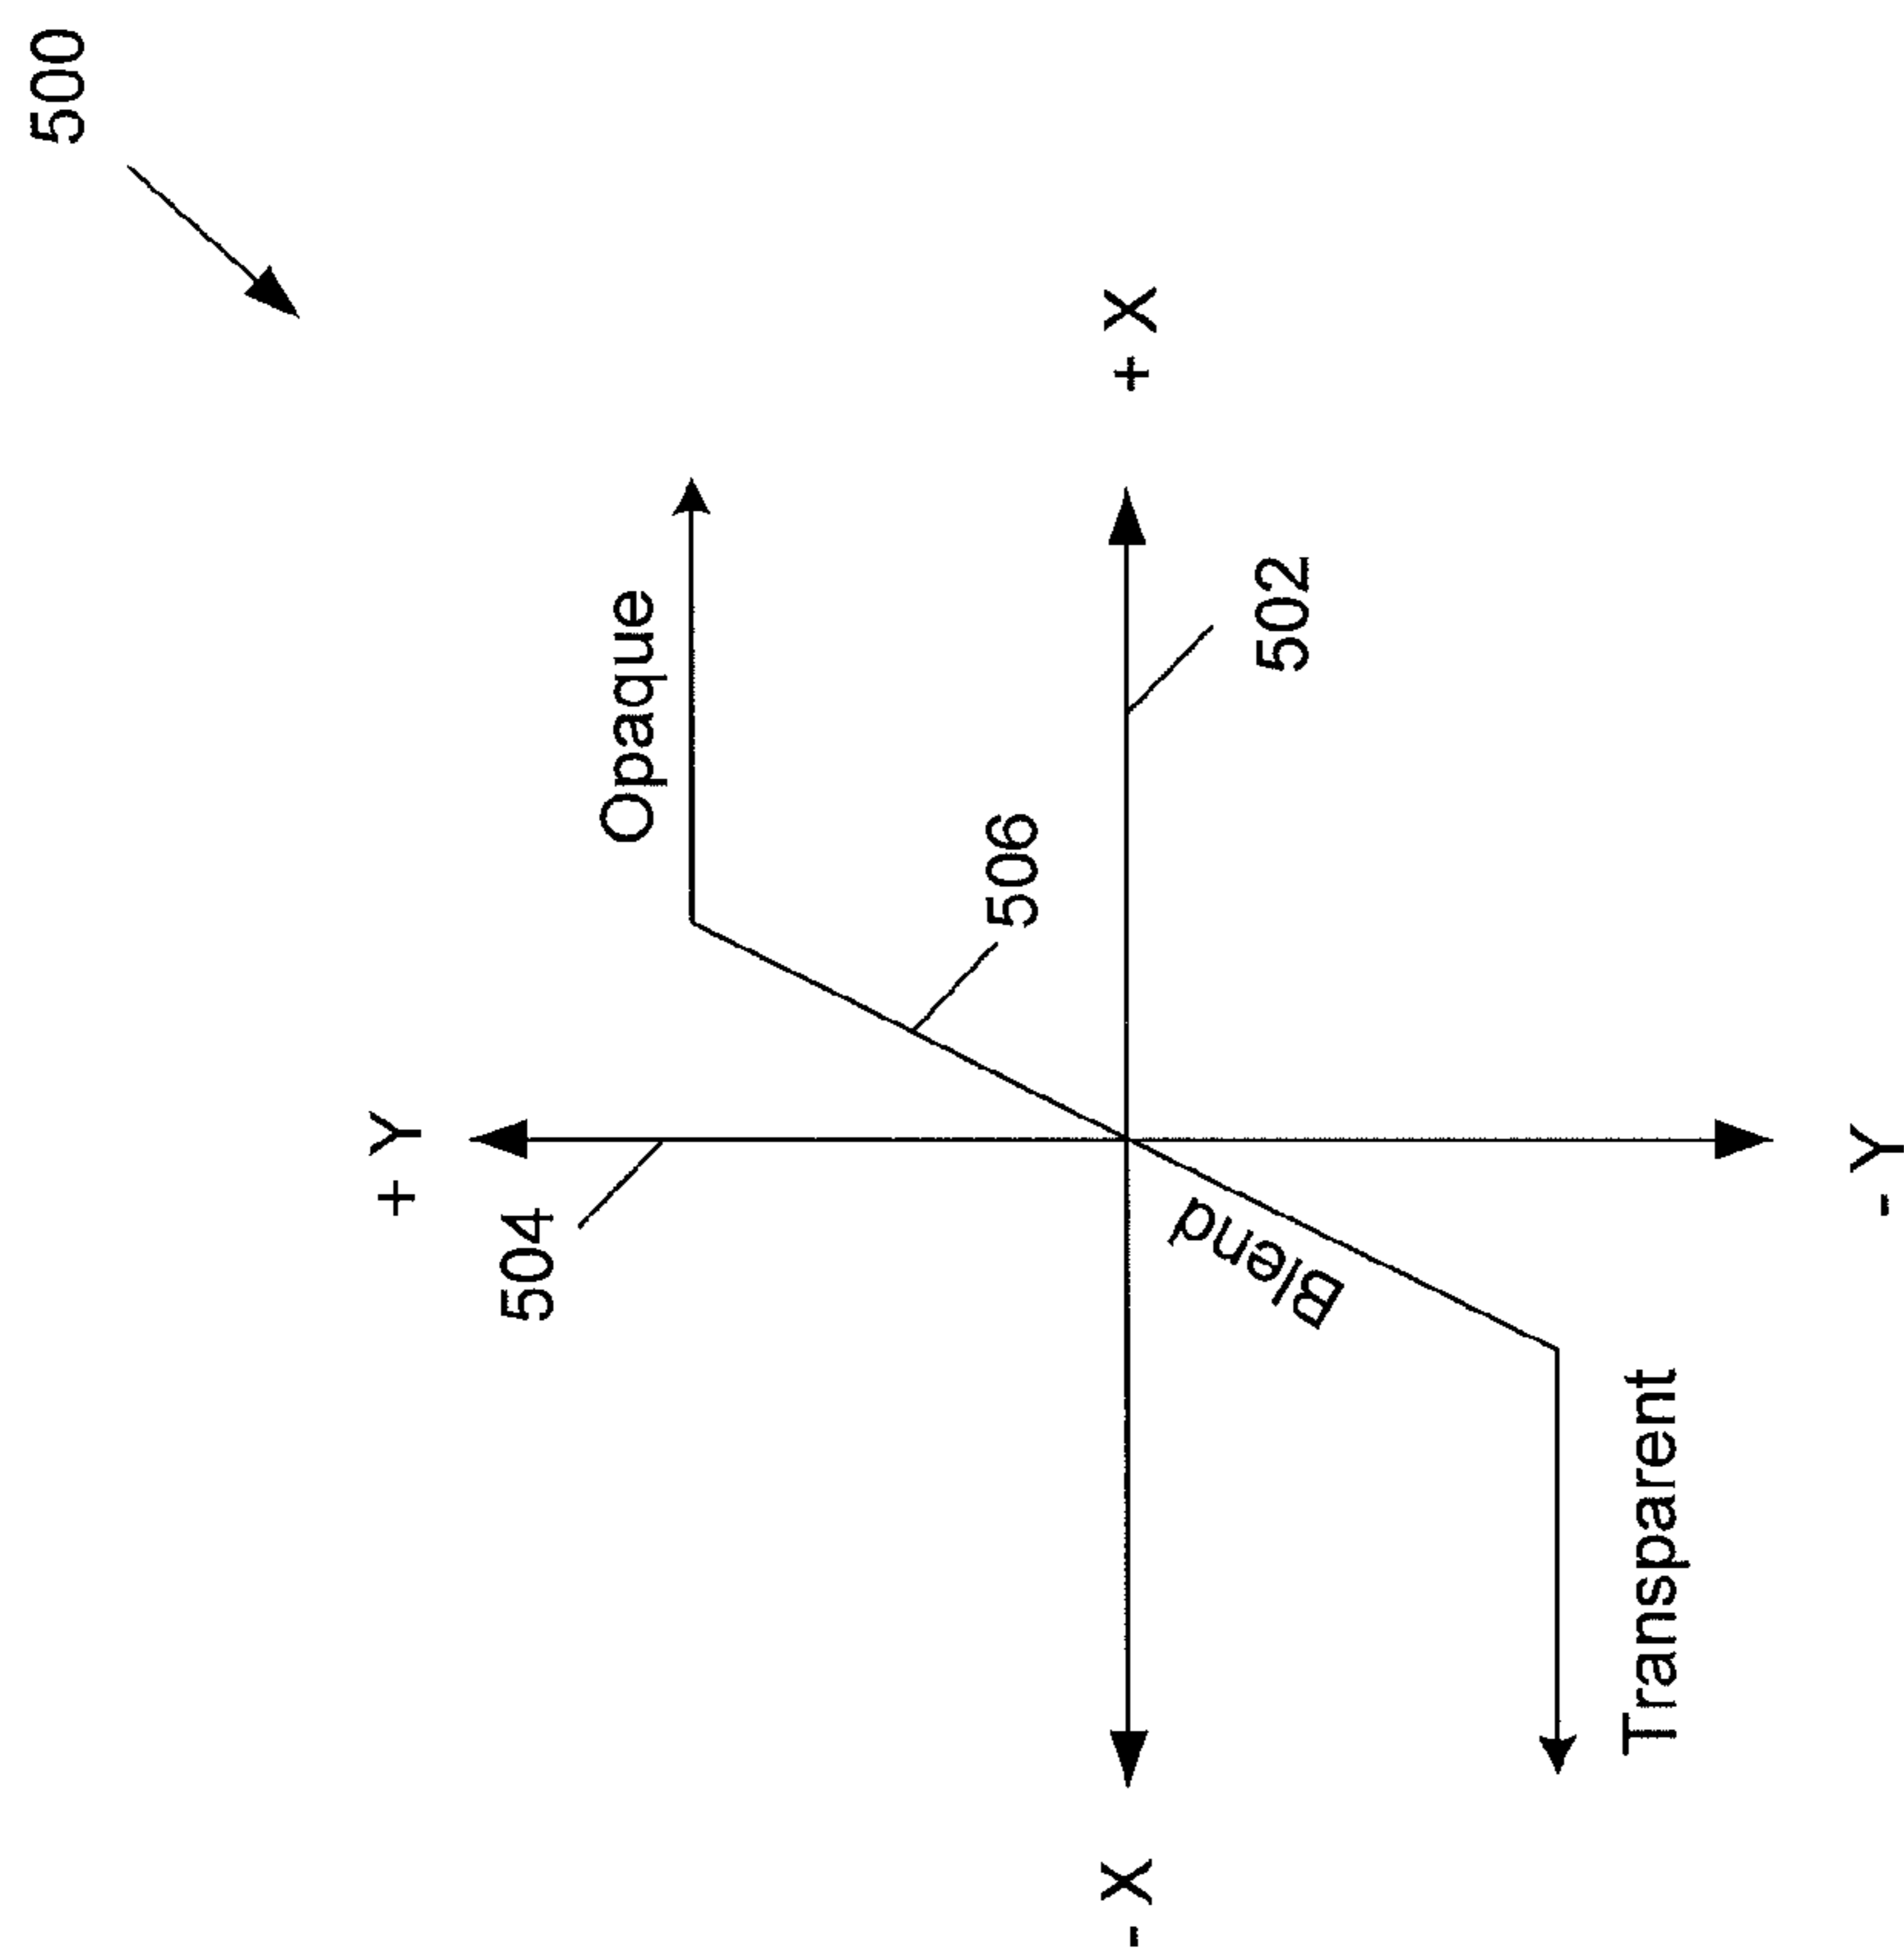 500
+ Y
504
Opaque
506
- X
+ X
Blend
502
Transparent
- Y